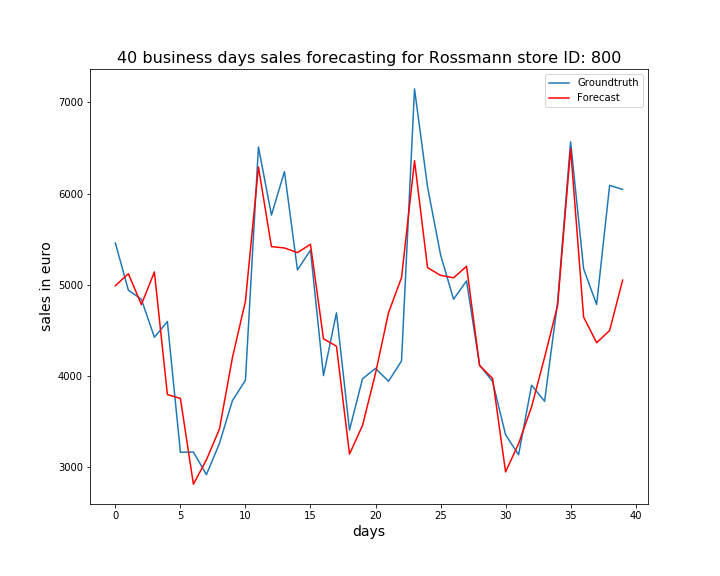 40 business days sales forecasting for Rossmann store ID: 800
Groundtruth
Forecast
7000
6000
5000
4000
3000
sales in euro
0 5 10 15 20 25 30 35 40
days